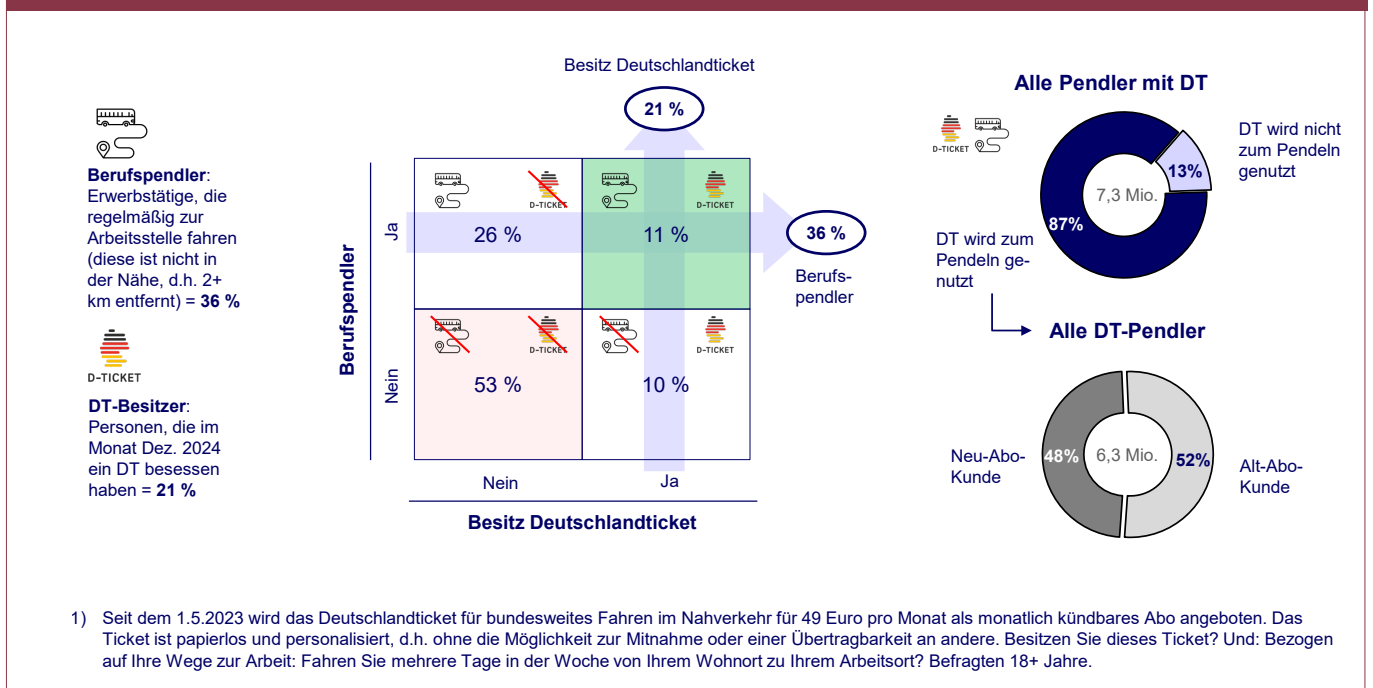 Besitz Deutschlandticket
21 %
Berufspendler:
Erwerbstätige, die
regelmäßig zur
Arbeitsstelle fahren
(diese ist nicht in
der Nähe, d.h. 2+
km entfernt) = 36 %
D-TICKET
DT-Besitzer:
Personen, die im
Monat Dez. 2024
ein DT besessen
haben = 21 %
Berufspendler
Ja
Nein
D-TICKET
26 %
D-TICKET
11 %
36 %
Berufs-
pendler
D-TICKET
53 %
D-TICKET
10 %
Nein
Ja
Besitz Deutschlandticket
Alle Pendler mit DT
D-TICKET
DT wird nicht
zum Pendeln
genutzt
13%
7,3 Mio.
87%
DT wird zum
Pendeln ge-
nutzt
Alle DT-Pendler
Neu-Abo-
Kunde
48%
6,3 Mio.
52%
Alt-Abo-
Kunde
1) Seit dem 1.5.2023 wird das Deutschlandticket für bundesweites Fahren im Nahverkehr für 49 Euro pro Monat als monatlich kündbares Abo angeboten. Das
Ticket ist papierlos und personalisiert, d.h. ohne die Möglichkeit zur Mitnahme oder einer Übertragbarkeit an andere. Besitzen Sie dieses Ticket? Und: Bezogen
auf Ihre Wege zur Arbeit: Fahren Sie mehrere Tage in der Woche von Ihrem Wohnort zu Ihrem Arbeitsort? Befragten 18+ Jahre.